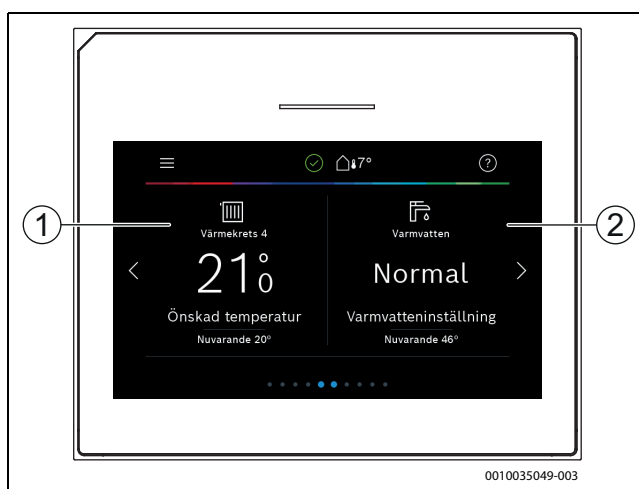 7°
?
1
Värmekrets 4
21°0
Önskad temperatur
Nuvarande 20°
2
Varmvatten
Normal
Varmvatteninställning
Nuvarande 46°
0010035049-003